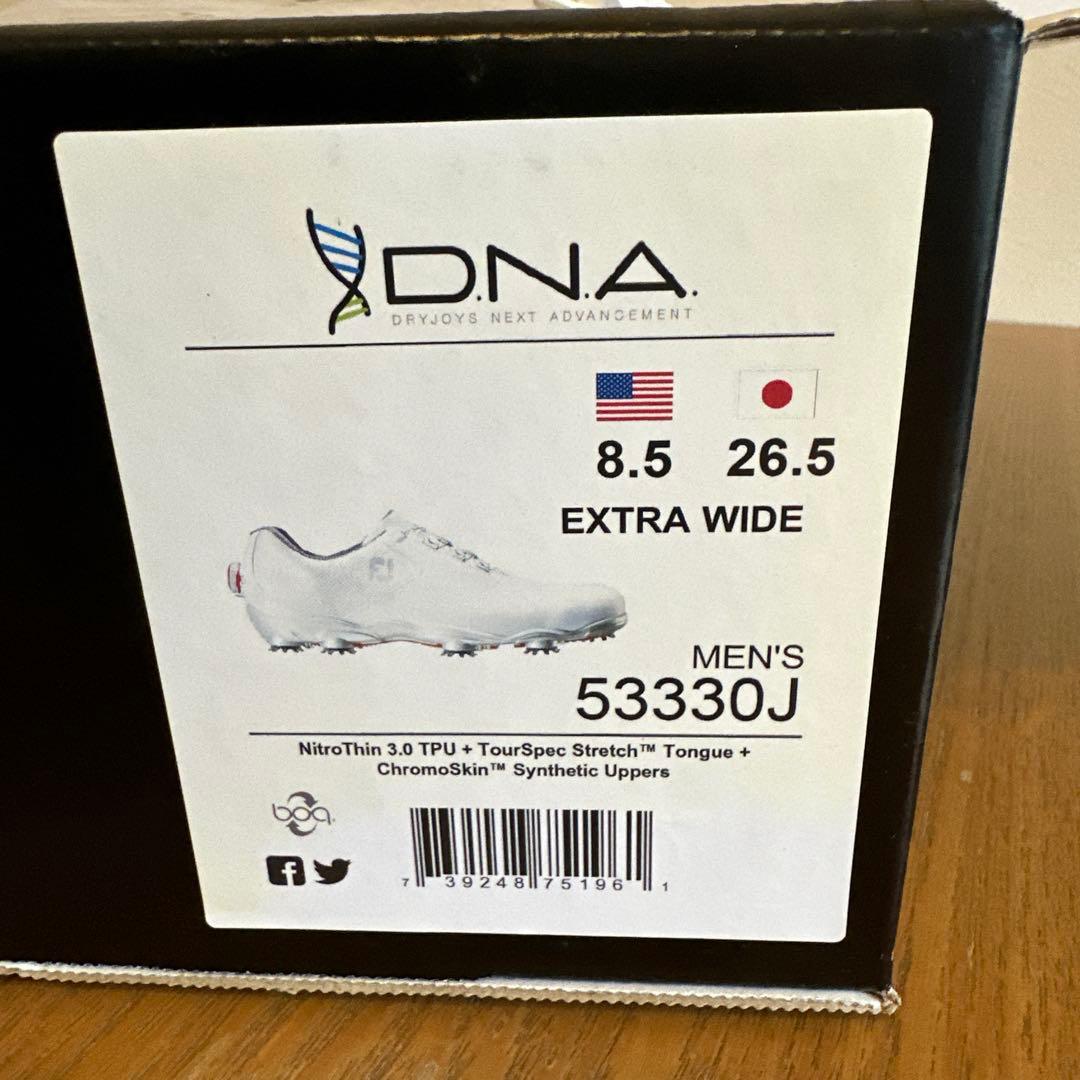 D.N.A.
DRYJOYS NEXT ADVANCEMENT
8.5 26.5
EXTRA WIDE
FJ
MEN'S
53330J
NitroThin 3.0 TPU + TourSpec Stretch™ Tongue +
ChromoSkin™ Synthetic Uppers
boa
f
7 39248 75196 1